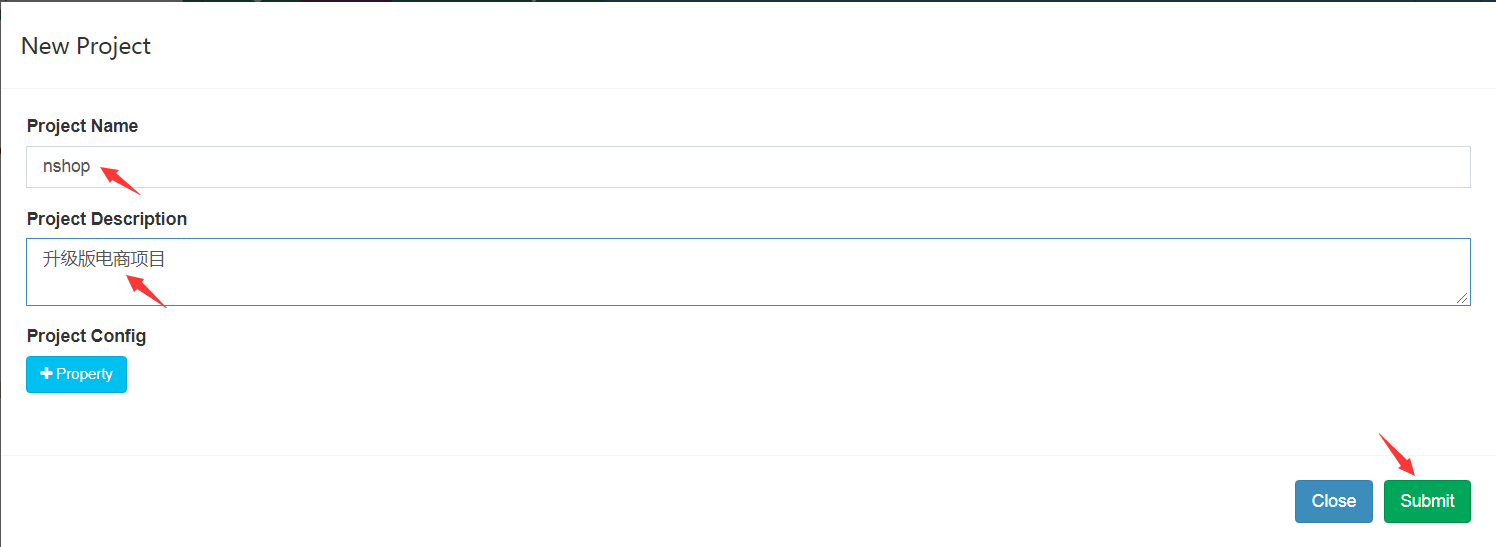 New Project
Project Name
nshop
Project Description
升级版电商项目
Project Config
Property
Close
Submit